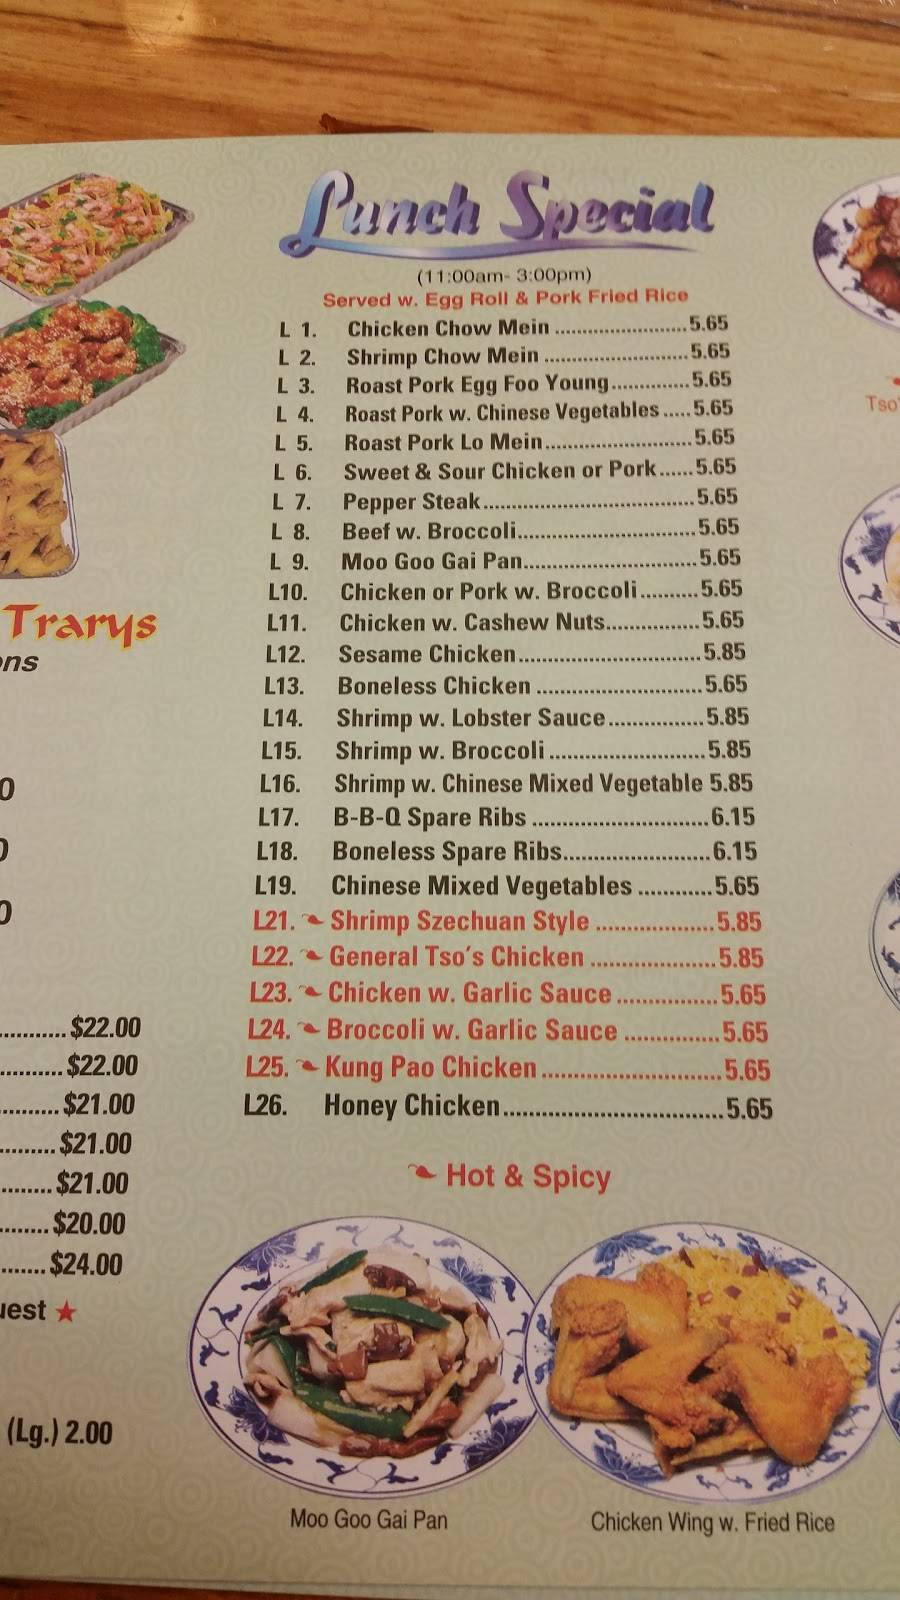 Lunch Special
(11:00am- 3:00pm)
Served w. Egg Roll & Pork Fried Rice
L 1. Chicken Chow Mein ........................ 5.65
L 2. Shrimp Chow Mein .......................... 5.65
L 3. Roast Pork Egg Foo Young.............. 5.65
L 4. Roast Pork w. Chinese Vegetables ..... 5.65
L 5. Roast Pork Lo Mein.......................... 5.65
L 6. Sweet & Sour Chicken or Pork...... 5.65
L 7. Pepper Steak...................................... 5.65
L 8. Beef w. Broccoli................................ 5.65
L 9. Moo Goo Gai Pan.............................. 5.65
L10. Chicken or Pork w. Broccoli.......... 5.65
L11. Chicken w. Cashew Nuts................ 5.65
L12. Sesame Chicken............................... 5.85
L13. Boneless Chicken ............................ 5.65
L14. Shrimp w. Lobster Sauce................ 5.85
L15. Shrimp w. Broccoli .......................... 5.85
L16. Shrimp w. Chinese Mixed Vegetable 5.85
L17. B-B-Q Spare Ribs ............................. 6.15
L18. Boneless Spare Ribs........................ 6.15
L19. Chinese Mixed Vegetables ............ 5.65
L21. Shrimp Szechuan Style .................... 5.85
L22. General Tso's Chicken ..................... 5.85
L23. Chicken w. Garlic Sauce ................. 5.65
L24. Broccoli w. Garlic Sauce ................ 5.65
L25. Kung Pao Chicken ............................. 5.65
L26. Honey Chicken................................... 5.65
Hot & Spicy
Moo Goo Gai Pan
Chicken Wing w. Fried Rice
Trarys
ons
0
0
0
........... $22.00
........... $22.00
.......... $21.00
......... $21.00
........ $21.00
........ $20.00
....... $24.00
uest ★
(Lg.) 2.00
Tso'